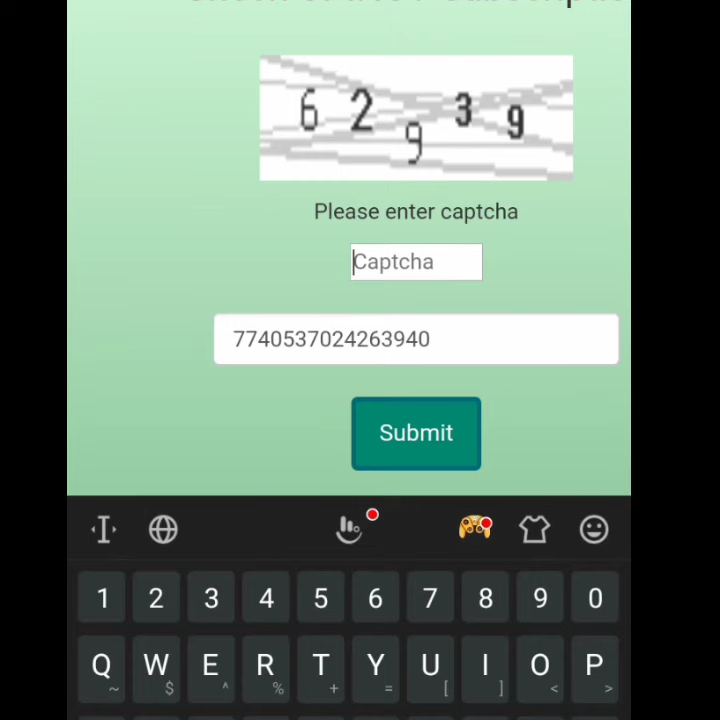 6 2 9 3 9
Please enter captcha
Captcha
7740537024263940
Submit
1 2 3 4 5 6 7 8 9 0
Q W E R T Y U I O P
~ $ ^ % + = [ ] < >